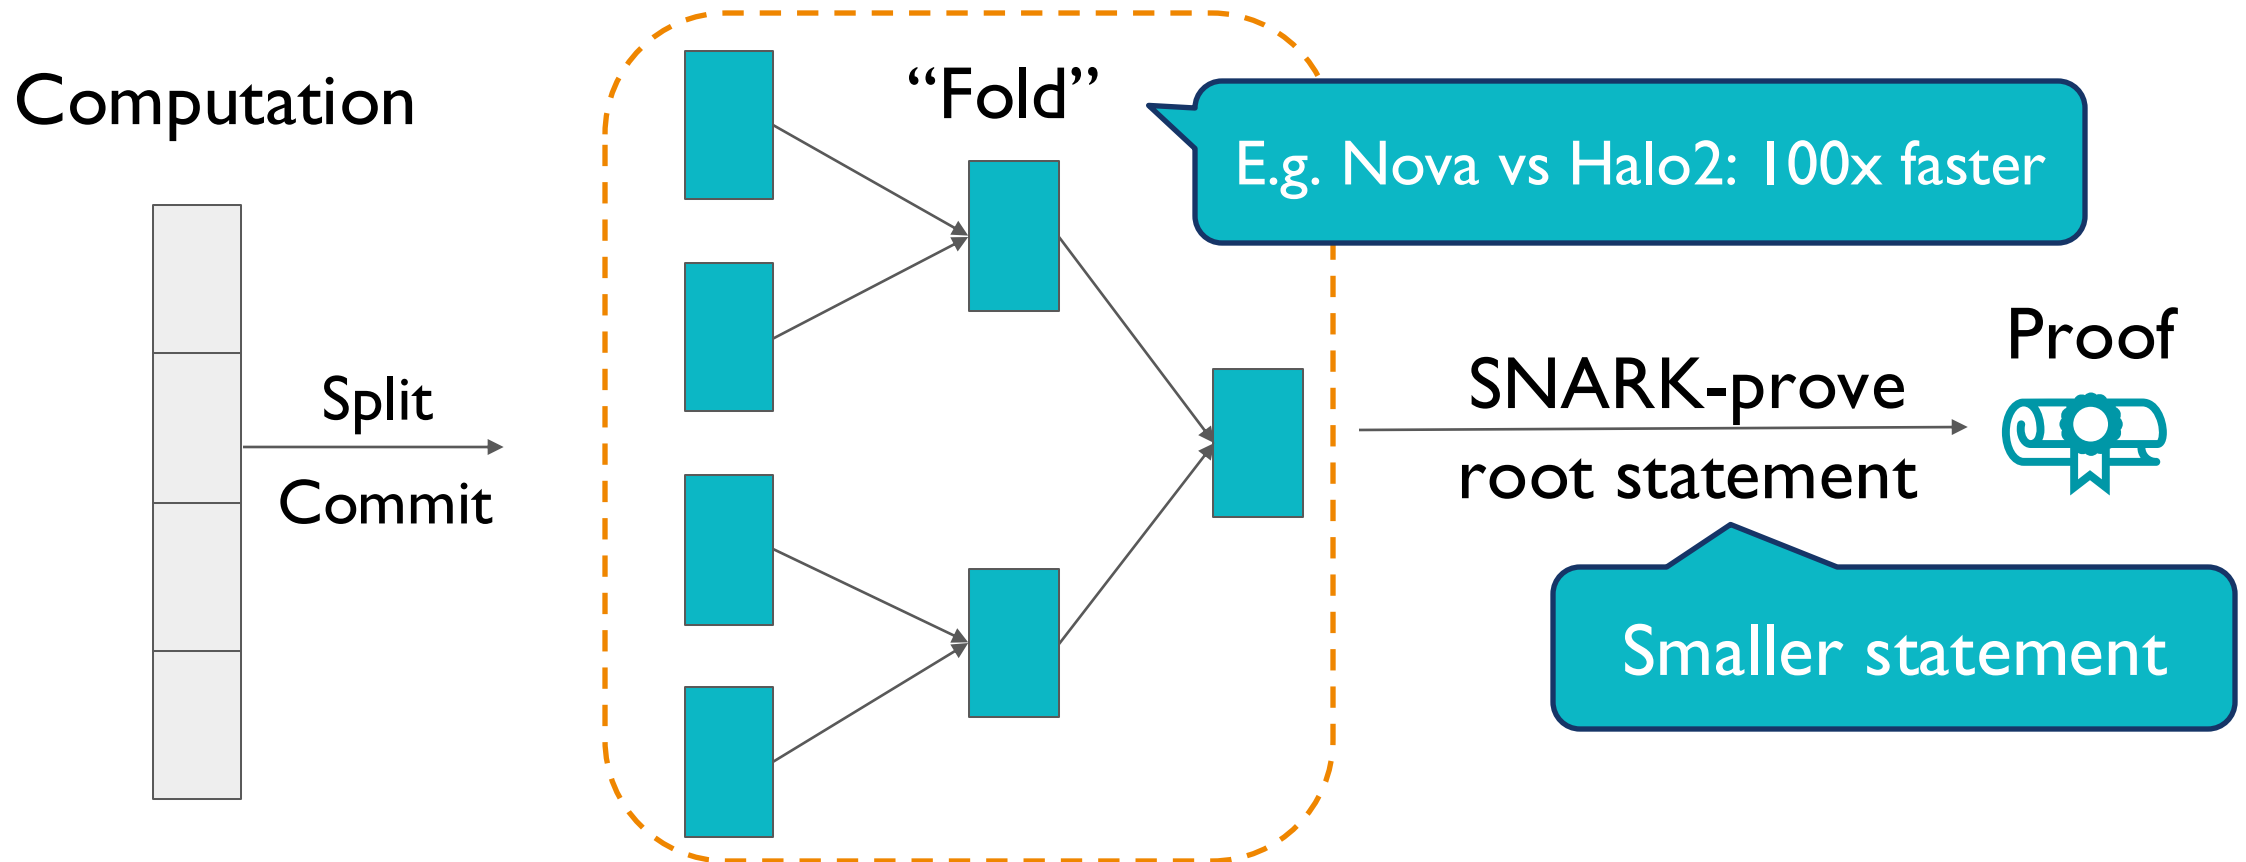 Computation
Split
Commit
“Fold”
E.g. Nova vs Halo2: 100x faster
SNARK-prove
root statement
Smaller statement
Proof